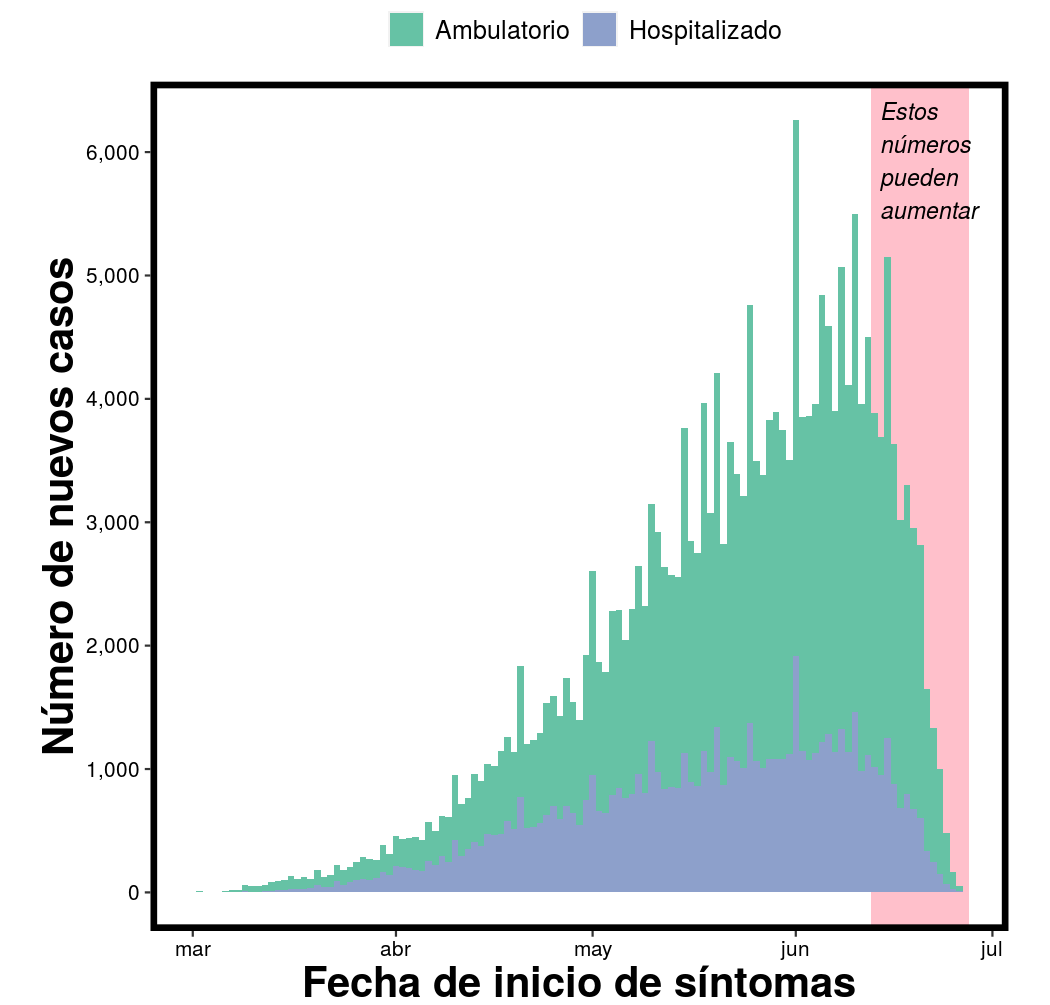 Ambulatorio Hospitalizado
Estos
números
pueden
aumentar
6,000
5,000
4,000
3,000
2,000
1,000
0
Número de nuevos casos
mar abr may jun jul
Fecha de inicio de síntomas